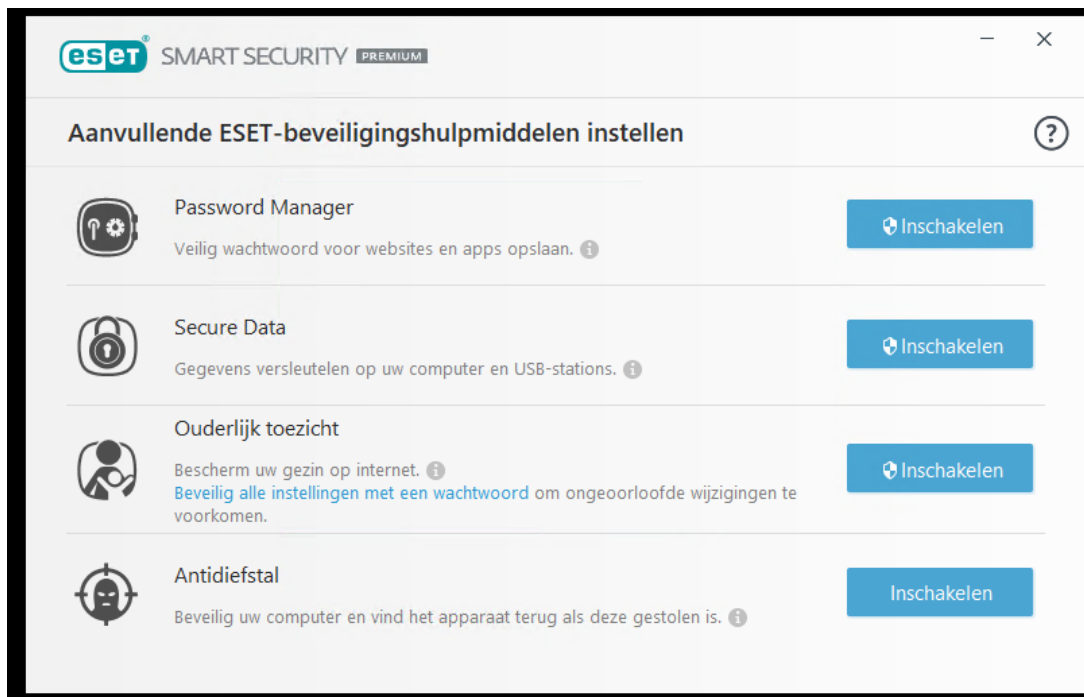 eset® SMART SECURITY PREMIUM
Aanvullende ESET-beveiligingshulpmiddelen instellen
Password Manager
Veilig wachtwoord voor websites en apps opslaan.
Inschakelen
Secure Data
Gegevens versleutelen op uw computer en USB-stations.
Inschakelen
Ouderlijk toezicht
Bescherm uw gezin op internet.
Beveilig alle instellingen met een wachtwoord om ongeoorloofde wijzigingen te
voorkomen.
Inschakelen
Antidiefstal
Beveilig uw computer en vind het apparaat terug als deze gestolen is.
Inschakelen